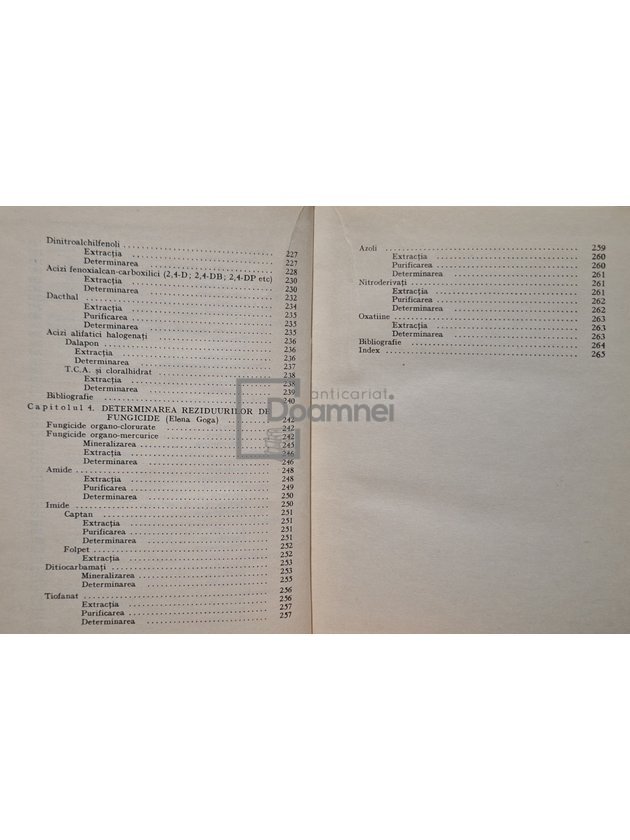 Dinitroalchilfenoli 227
Extracția 227
Determinarea 228
Acizi fenoxialcan-carboxilici (2,4-D; 2,4-DB; 2,4-DP etc) 230
Extracția 230
Determinarea 232
Dacthal 234
Extracția 235
Purificarea 235
Determinarea 235
Acizi alifatici halogenați 236
Dalapon 236
Extracția 236
Determinarea 237
T.C.A. și cloralhidrat 238
Extracția 238
Determinarea 239
Bibliografie 240
Capitolul 4. DETERMINAREA REZIDUURILOR DE
FUNGICIDE (Elena Goga) 242
Fungicide organo-clorurate 242
Fungicide organo-mercurice 242
Mineralizarea 245
Extracția 246
Determinarea 246
Amide 248
Extracția 248
Purificarea 249
Determinarea 250
Imide 250
Captan 251
Extracția 251
Purificarea 251
Determinarea 251
Folpet 252
Extracția 252
Ditiocarbamați 253
Mineralizarea 253
Determinarea 255
Tiofanat 256
Extracția 256
Purificarea 257
Determinarea 257
Azoli 259
Extracția 260
Purificarea 260
Determinarea 261
Nitroderivați 261
Extracția 261
Purificarea 262
Determinarea 262
Oxatiine 263
Extracția 263
Determinarea 263
Bibliografie 264
Index 265
anticariat
Doamnei